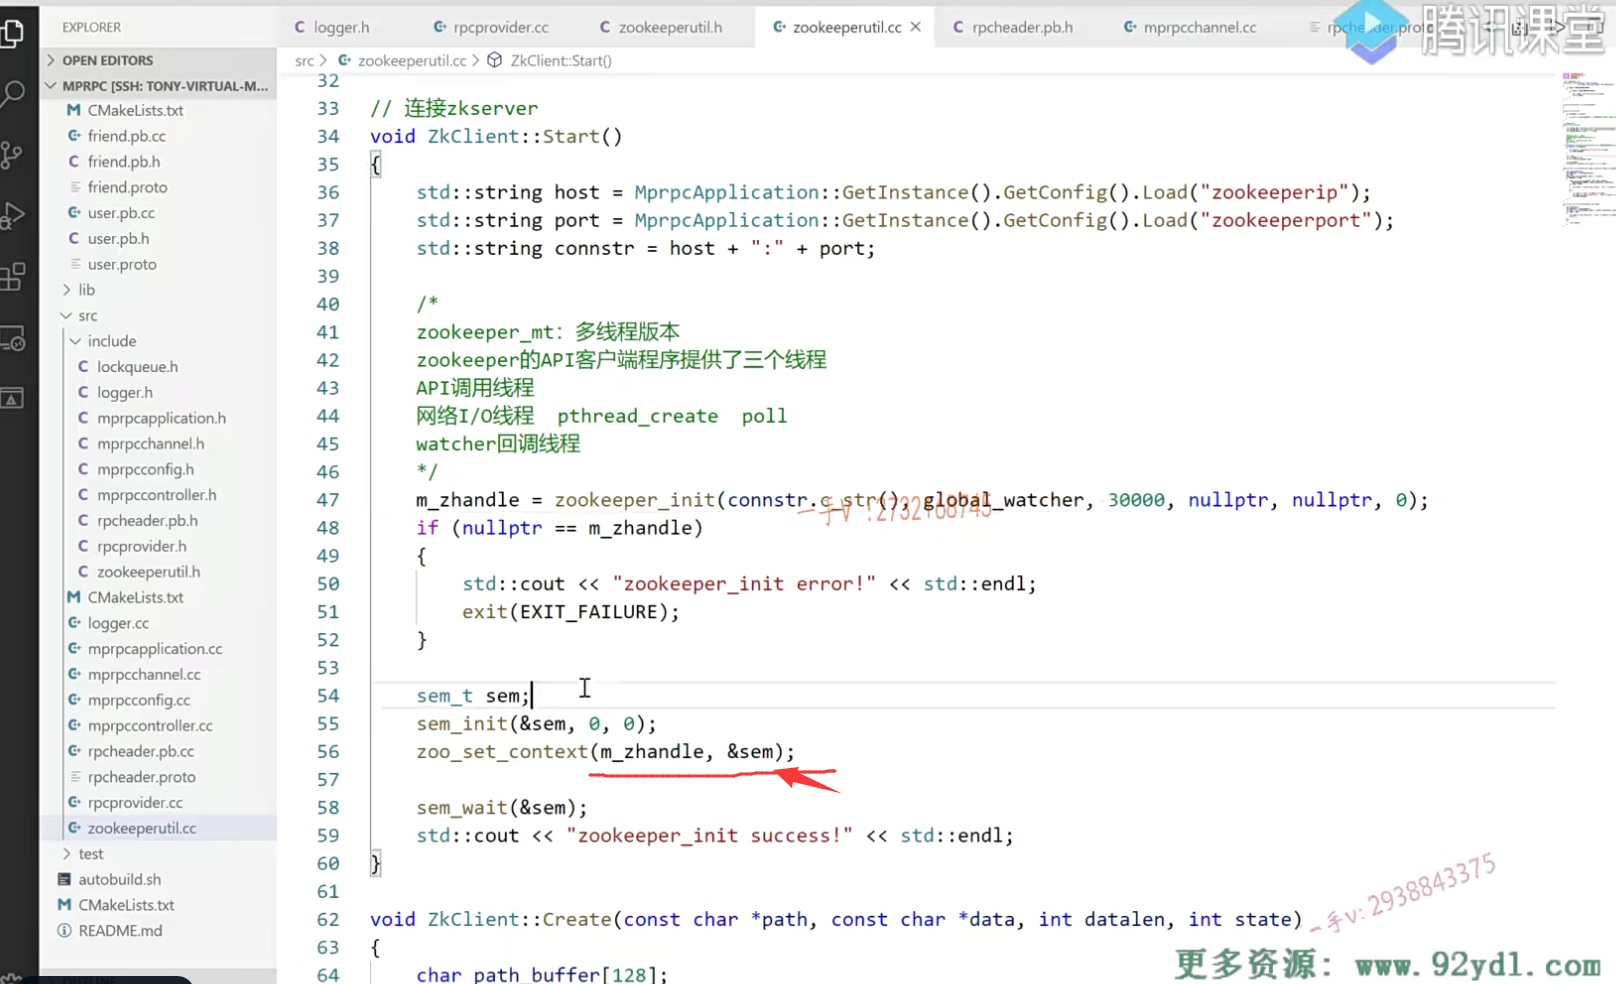 EXPLORER
logger.h
rpcprovider.cc
zookeeperutil.h
zookeeperutil.cc
rpcheader.pb.h
mprpcchannel.cc
腾讯课堂
OPEN EDITORS
src > zookeeperutil.cc > ZkClient::Start()
MPRPC [SSH: TONY-VIRTUAL-M...
CMakeLists.txt
friend.pb.cc
friend.pb.h
friend.proto
user.pb.cc
user.pb.h
user.proto
lib
src
include
lockqueue.h
logger.h
mprpcapplication.h
mprpcchannel.h
mprpcconfig.h
mprpccontroller.h
rpcheader.pb.h
rpcprovider.h
zookeeperutil.h
CMakeLists.txt
logger.cc
mprpcapplication.cc
mprpcchannel.cc
mprpcconfig.cc
mprpccontroller.cc
rpcheader.pb.cc
rpcheader.proto
rpcprovider.cc
zookeeperutil.cc
test
autobuild.sh
CMakeLists.txt
README.md
32
33 // 连接zkserver
34 void ZkClient::Start()
35 {
36 std::string host = MprpcApplication::GetInstance().GetConfig().Load("zookeeperip");
37 std::string port = MprpcApplication::GetInstance().GetConfig().Load("zookeeperport");
38 std::string connstr = host + ":" + port;
39
40 /*
41 zookeeper_mt：多线程版本
42 zookeeper的API客户端程序提供了三个线程
43 API调用线程
44 网络I/O线程 pthread_create poll
45 watcher回调线程
46 */
47 m_zhandle = zookeeper_init(connstr.c_str(), global_watcher, 30000, nullptr, nullptr, 0);
48 if (nullptr == m_zhandle)
49 {
50 std::cout << "zookeeper_init error!" << std::endl;
51 exit(EXIT_FAILURE);
52 }
53
54 sem_t sem;
55 sem_init(&sem, 0, 0);
56 zoo_set_context(m_zhandle, &sem);
57
58 sem_wait(&sem);
59 std::cout << "zookeeper_init success!" << std::endl;
60 }
61
62 void ZkClient::Create(const char *path, const char *data, int datalen, int state)
63 {
64 char path_buffer[128];
一手v:2938843375
更多资源: www.92ydl.com